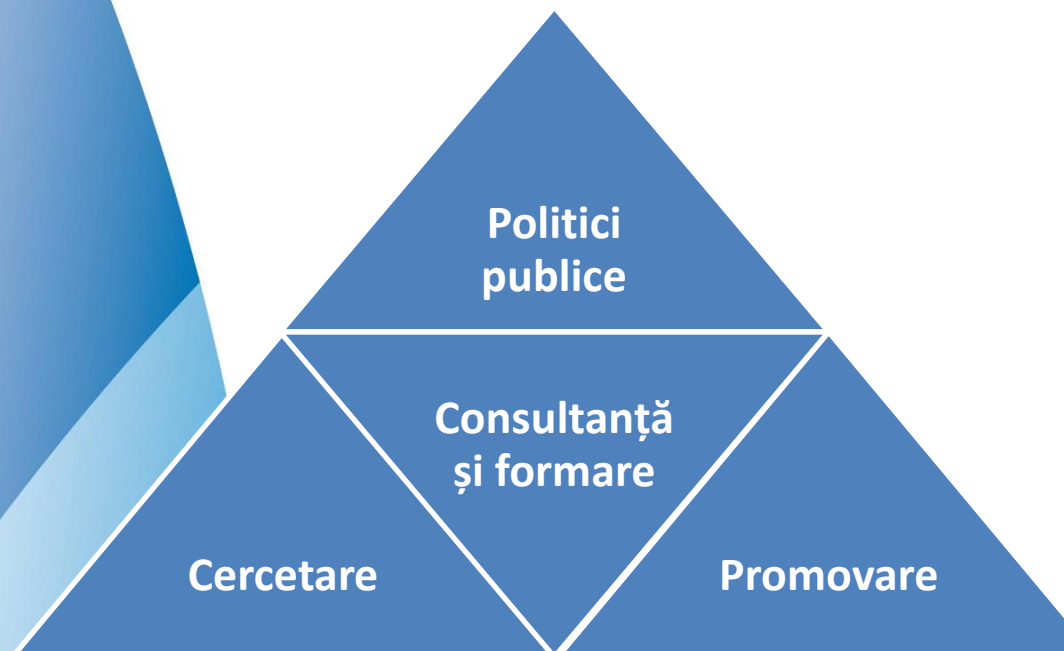 Politici
publice
Consultanță
și formare
Cercetare
Promovare